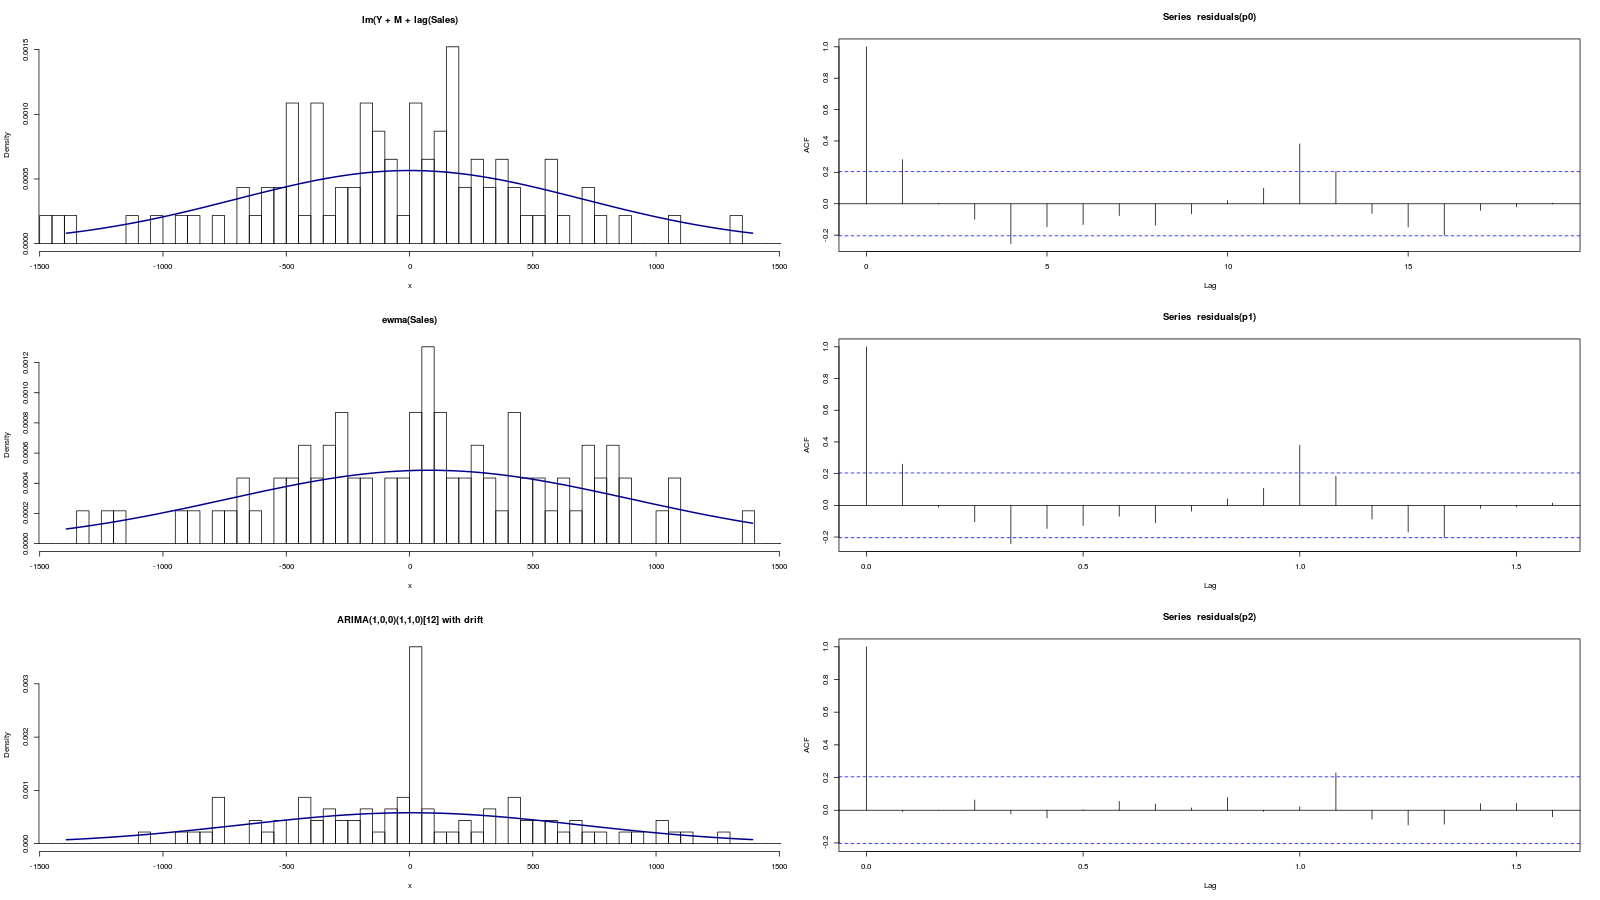 lm(Y + M + lag(Sales)
Density
0.0000 0.0005 0.0010 0.0015
-1500 -1000 -500 0 500 1000 1500
x
Series residuals(p0)
ACF
-0.2 0.0 0.2 0.4 0.6 0.8 1.0
0 5 10 15
Lag
ewma(Sales)
Density
0.0000 0.0002 0.0004 0.0006 0.0008 0.0010 0.0012
-1500 -1000 -500 0 500 1000 1500
x
Series residuals(p1)
ACF
-0.2 0.0 0.2 0.4 0.6 0.8 1.0
0.0 0.5 1.0 1.5
Lag
ARIMA(1,0,0)(1,1,0)[12] with drift
Density
0.000 0.001 0.002 0.003
-1500 -1000 -500 0 500 1000 1500
x
Series residuals(p2)
ACF
-0.2 0.0 0.2 0.4 0.6 0.8 1.0
0.0 0.5 1.0 1.5
Lag